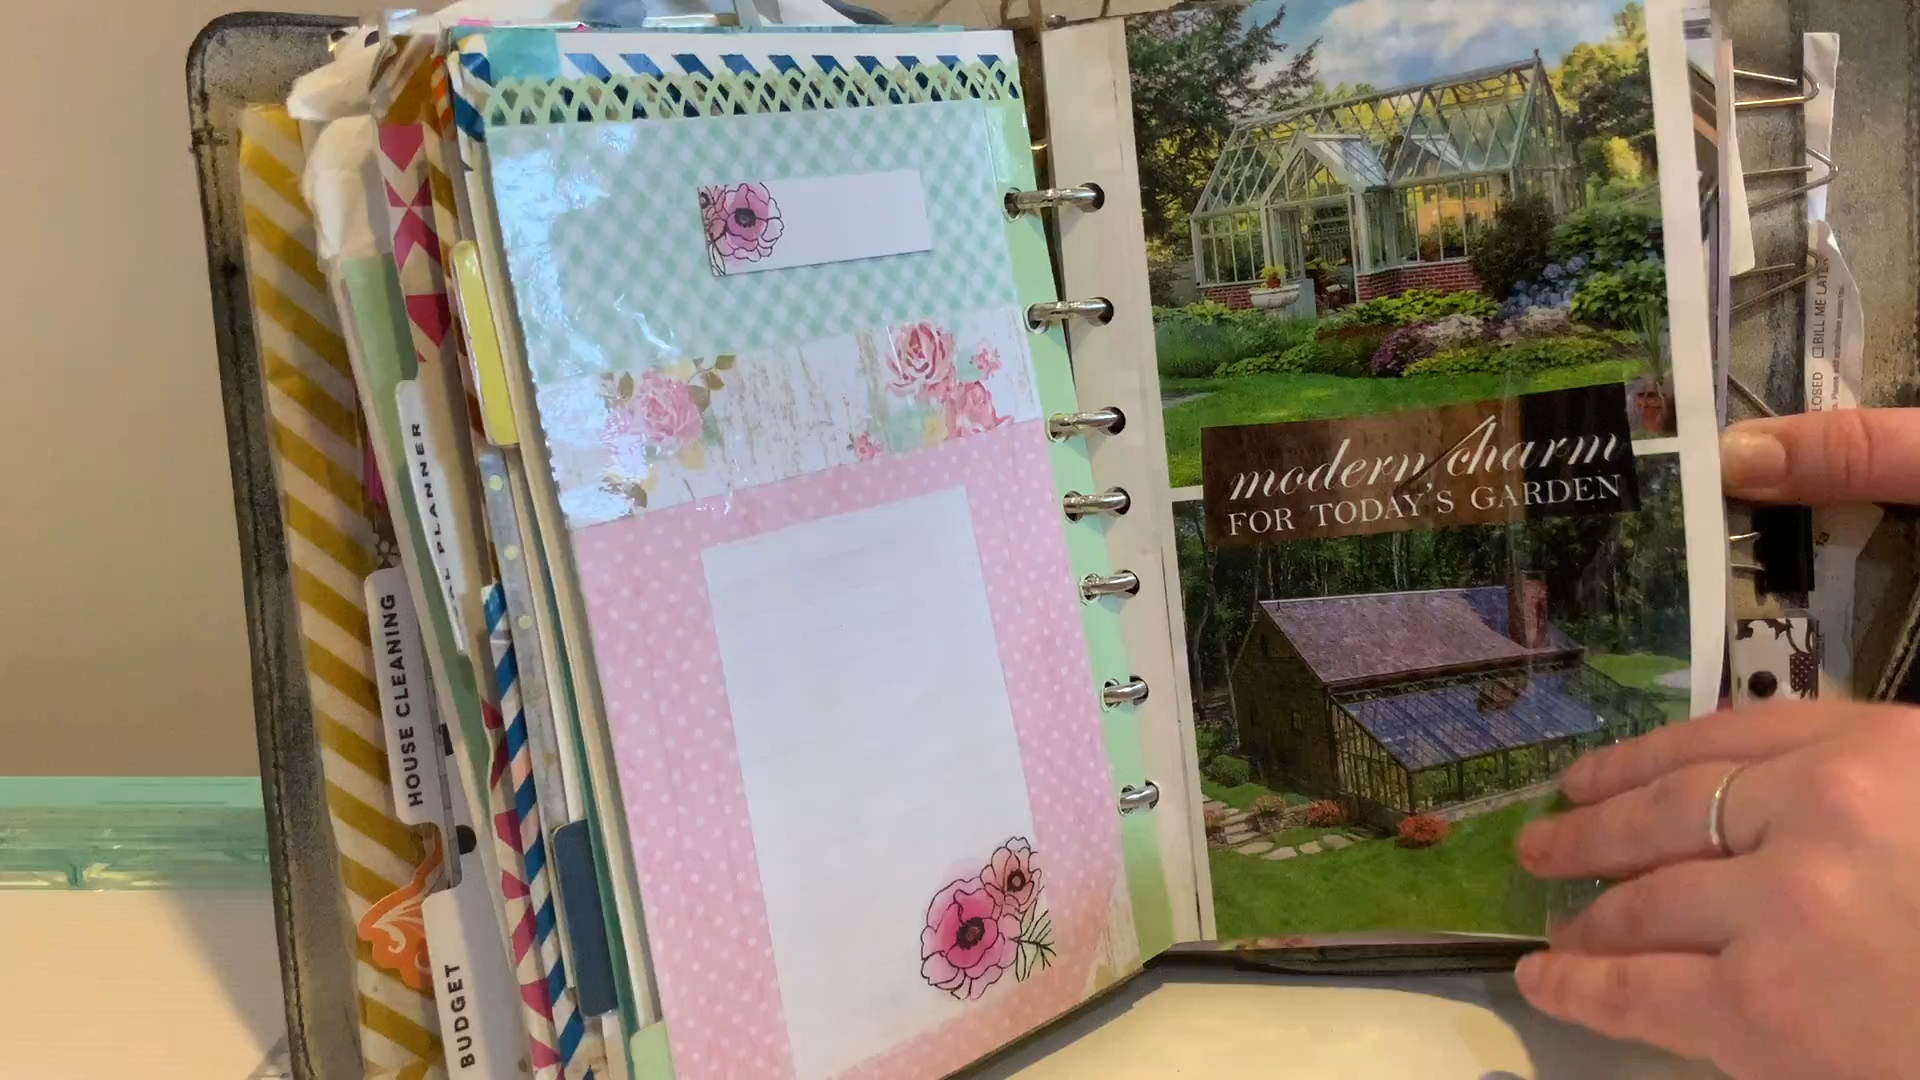 HOUSE CLEANING
PLANNER
BUDGET
modern charm
FOR TODAY'S GARDEN
BILL ME LATER